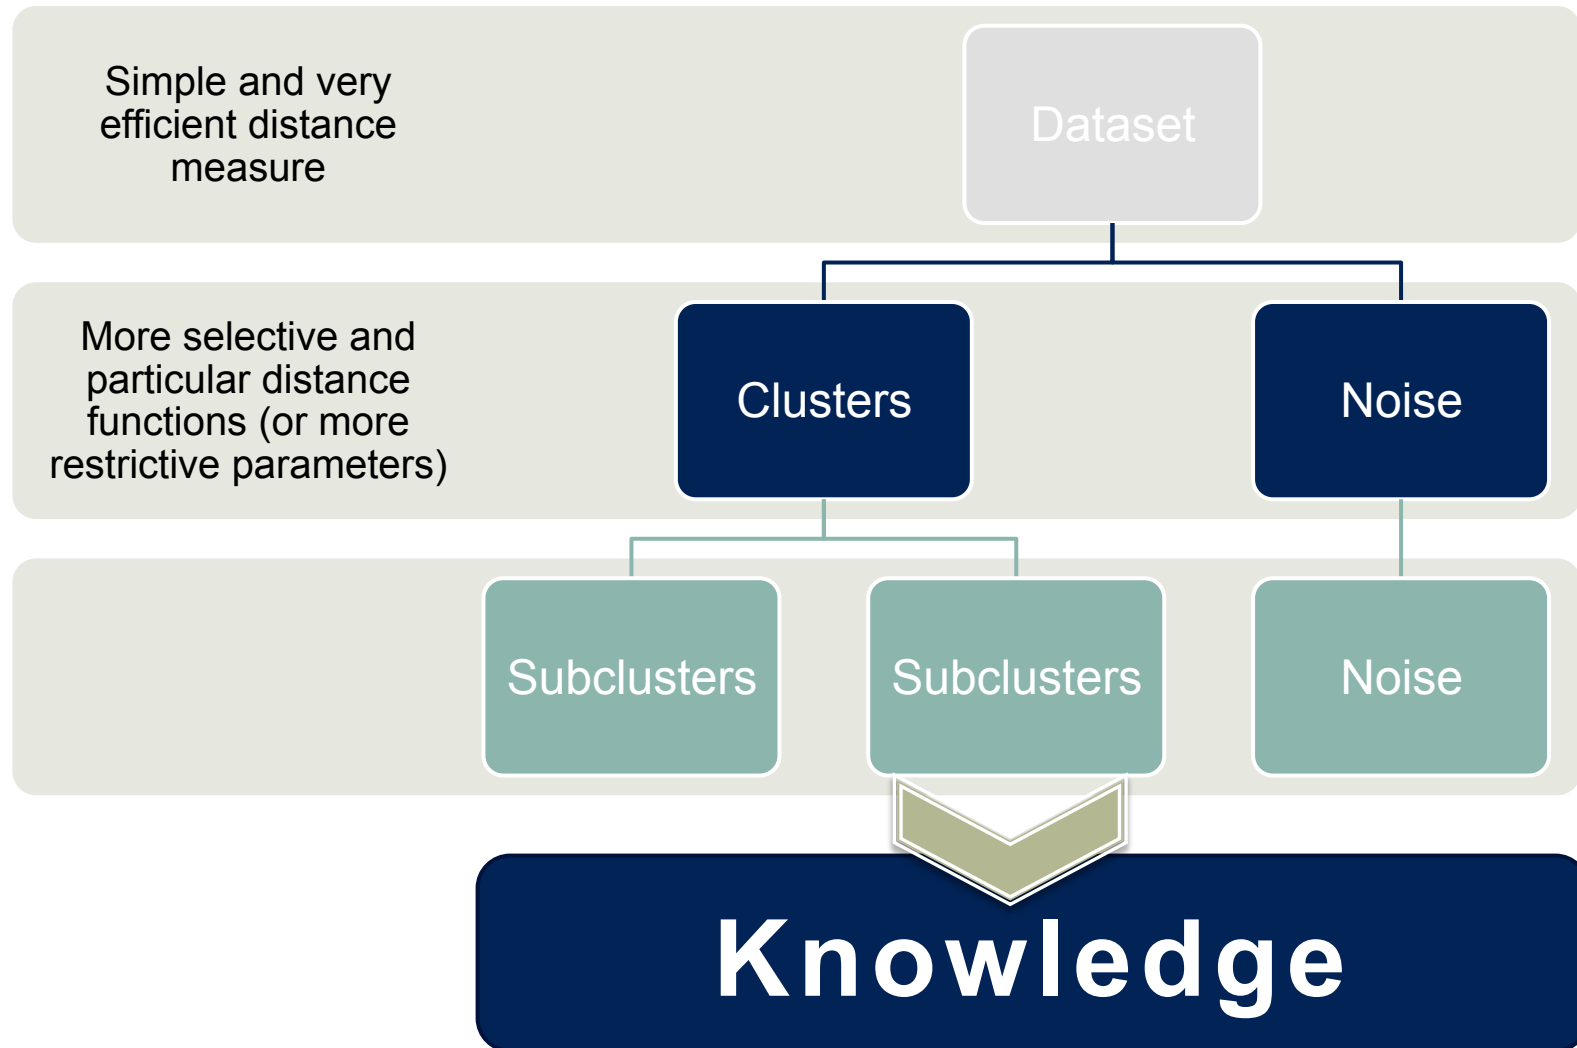 Simple and very
efficient distance
measure
Dataset
More selective and
particular distance
functions (or more
restrictive parameters)
Clusters
Noise
Subclusters
Subclusters
Noise
Knowledge